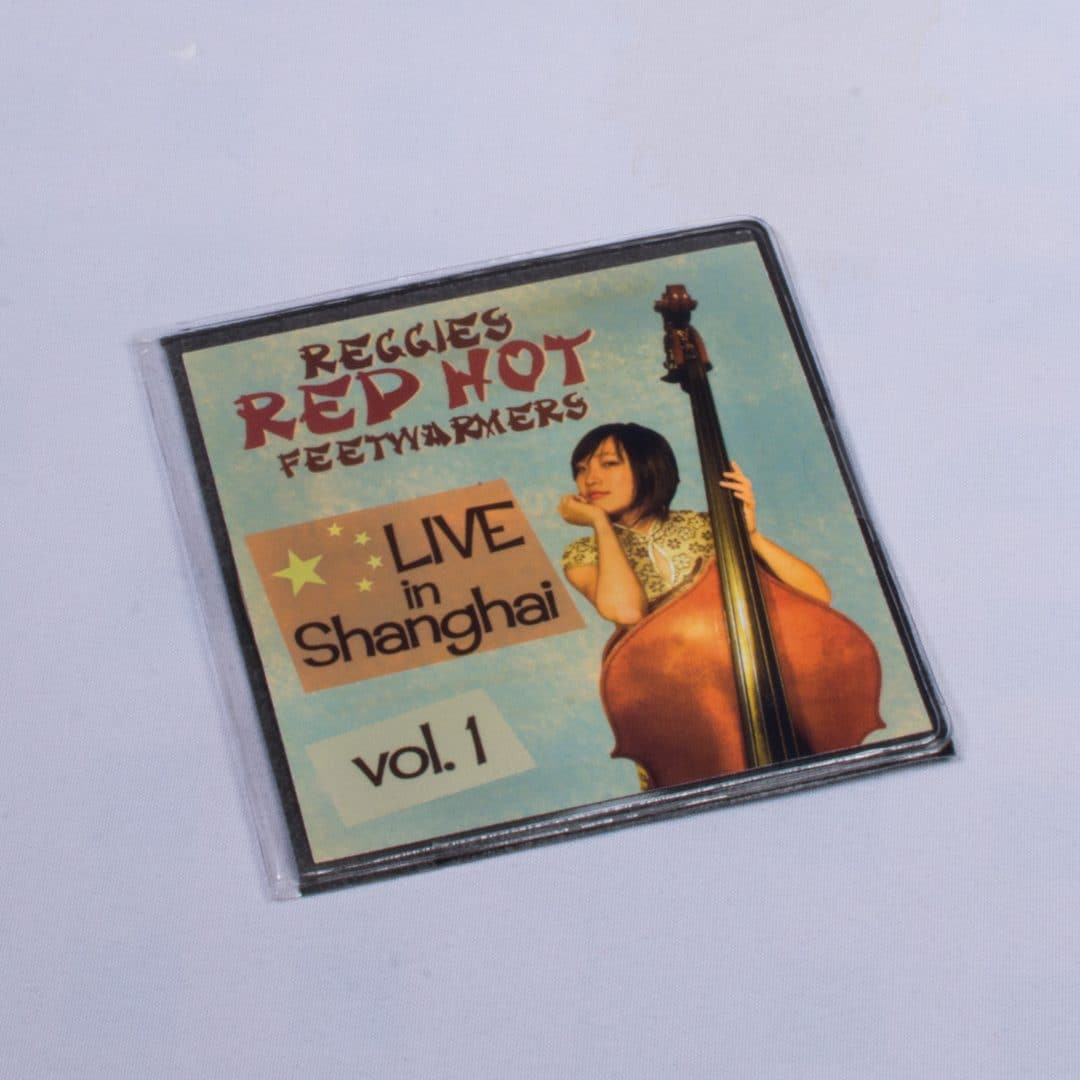 REGGIES
RED HOT
FEETWARMERS
LIVE
in
Shanghai
vol. 1